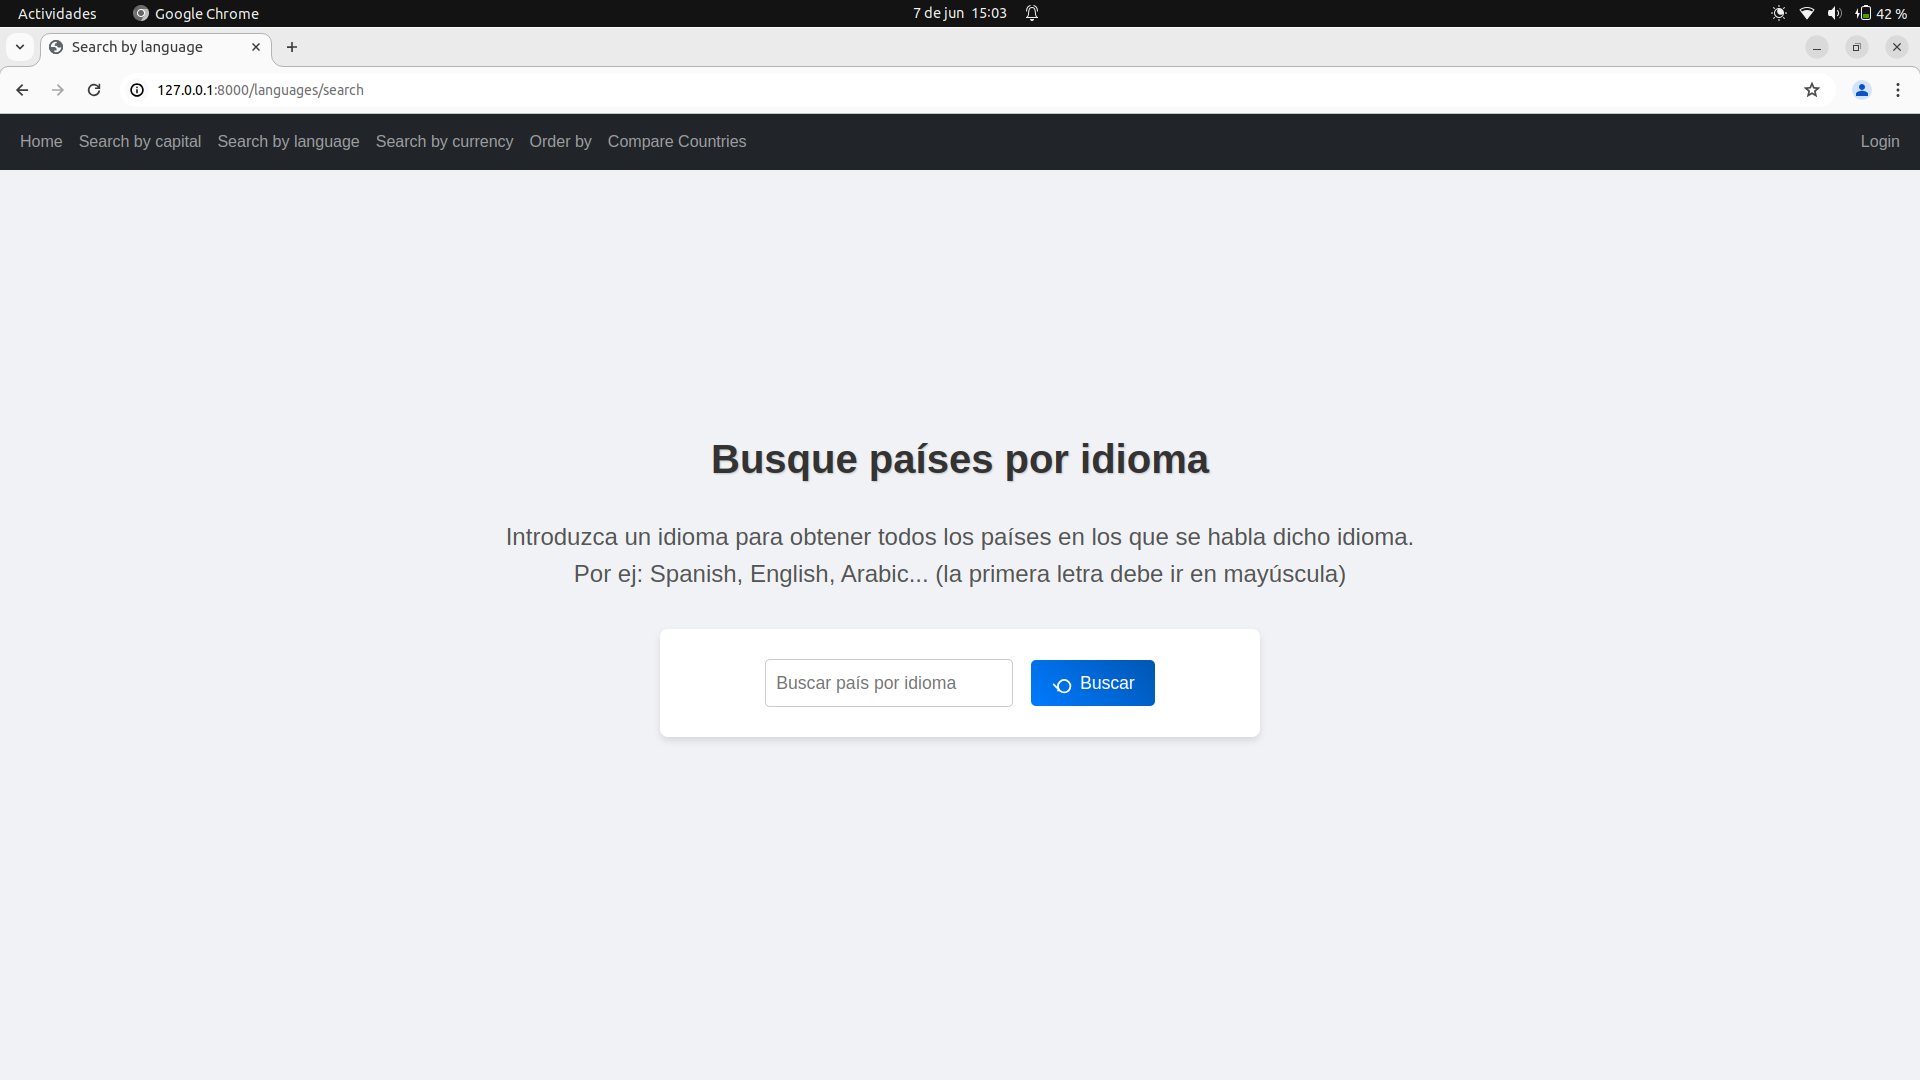 Actividades
Google Chrome
7 de jun 15:03
42 %
Search by language
127.0.0.1:8000/languages/search
Home
Search by capital
Search by language
Search by currency
Order by
Compare Countries
Login
Busque países por idioma
Introduzca un idioma para obtener todos los países en los que se habla dicho idioma.
Por ej: Spanish, English, Arabic... (la primera letra debe ir en mayúscula)
Buscar país por idioma
Buscar